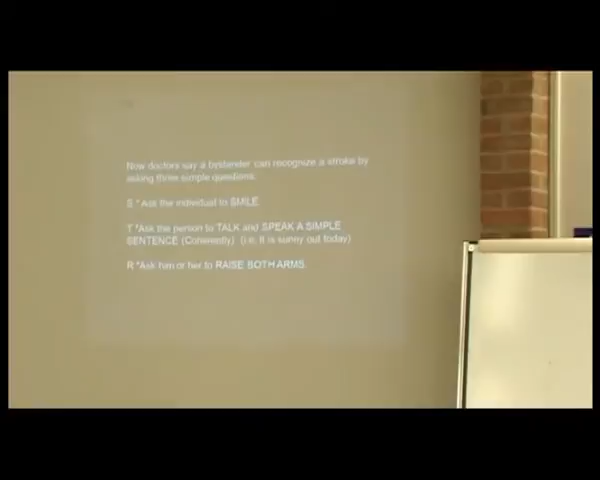 Now doctors say a bystander can recognize a stroke by
asking three simple questions:
S * Ask the individual to SMILE
T *Ask the person to TALK and SPEAK A SIMPLE
SENTENCE (Coherently) (i.e. It is sunny out today)
R *Ask him or her to RAISE BOTH ARMS.